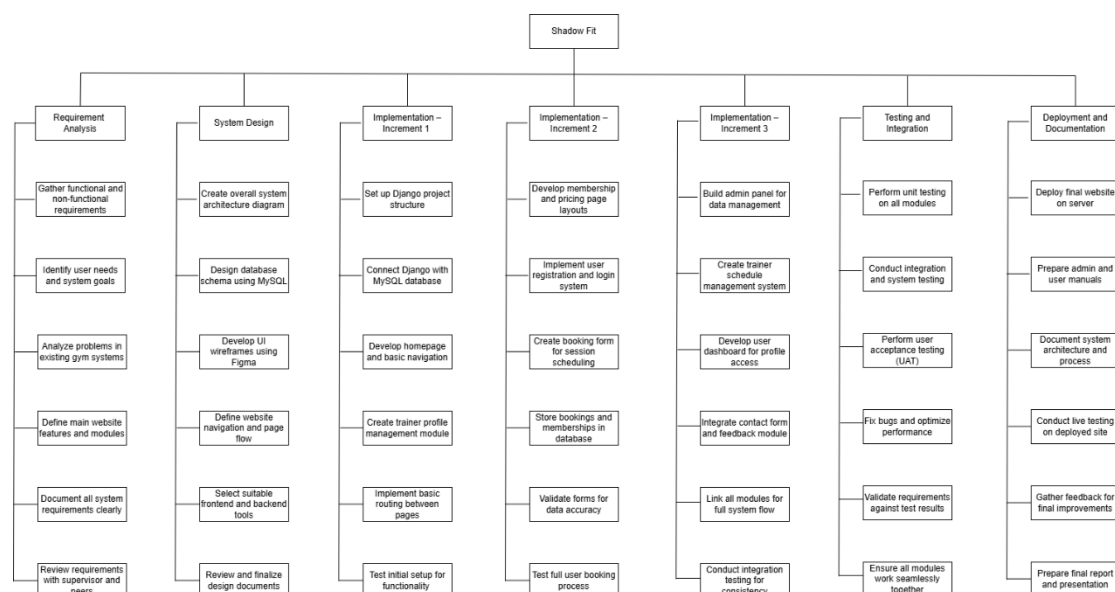 Shadow Fit
Requirement
Analysis
Gather functional and
non-functional
requirements
Identify user needs
and system goals
Analyze problems in
existing gym systems
Define main website
features and modules
Document all system
requirements clearly
Review requirements
with supervisor and
peers
System Design
Create overall system
architecture diagram
Design database
schema using MySQL
Develop UI
wireframes using
Figma
Define website
navigation and page
flow
Select suitable
frontend and backend
tools
Review and finalize
design documents
Implementation –
Increment 1
Set up Django project
structure
Connect Django with
MySQL database
Develop homepage
and basic navigation
Create trainer profile
management module
Implement basic
routing between
pages
Test initial setup for
functionality
Implementation –
Increment 2
Develop membership
and pricing page
layouts
Implement user
registration and login
system
Create booking form
for session
scheduling
Store bookings and
memberships in
database
Validate forms for
data accuracy
Test full user booking
process
Implementation –
Increment 3
Build admin panel for
data management
Create trainer
schedule management
system
Develop user
dashboard for profile
access
Integrate contact form
and feedback module
Link all modules for
full system flow
Conduct integration
testing for
consistency
Testing and
Integration
Perform unit testing
on all modules
Conduct integration
and system testing
Perform user
acceptance testing
(UAT)
Fix bugs and optimize
performance
Validate requirements
against test results
Ensure all modules
work seamlessly
together
Deployment and
Documentation
Deploy final website
on server
Prepare admin and
user manuals
Document system
architecture and
process
Conduct live testing
on deployed site
Gather feedback for
final improvements
Prepare final report
and presentation